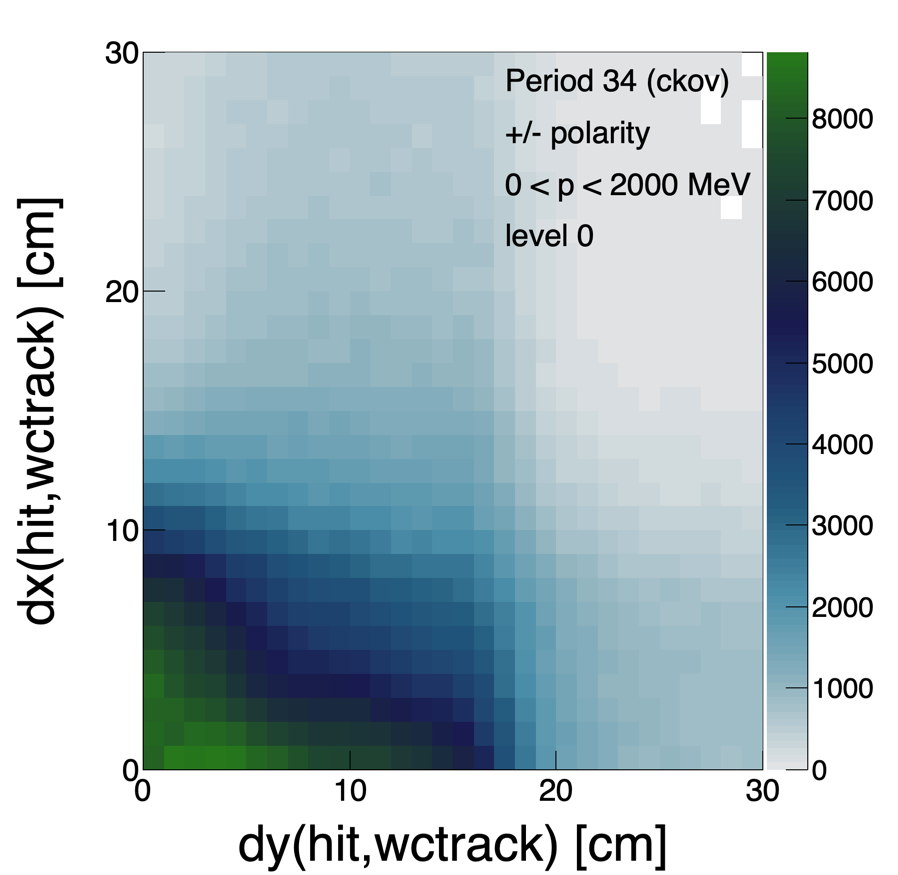 30
Period 34 (ckov)
+/- polarity
0 < p < 2000 MeV
level 0
20
10
0
dx(hit,wctrack) [cm]
0 10 20 30
dy(hit,wctrack) [cm]
8000
7000
6000
5000
4000
3000
2000
1000
0